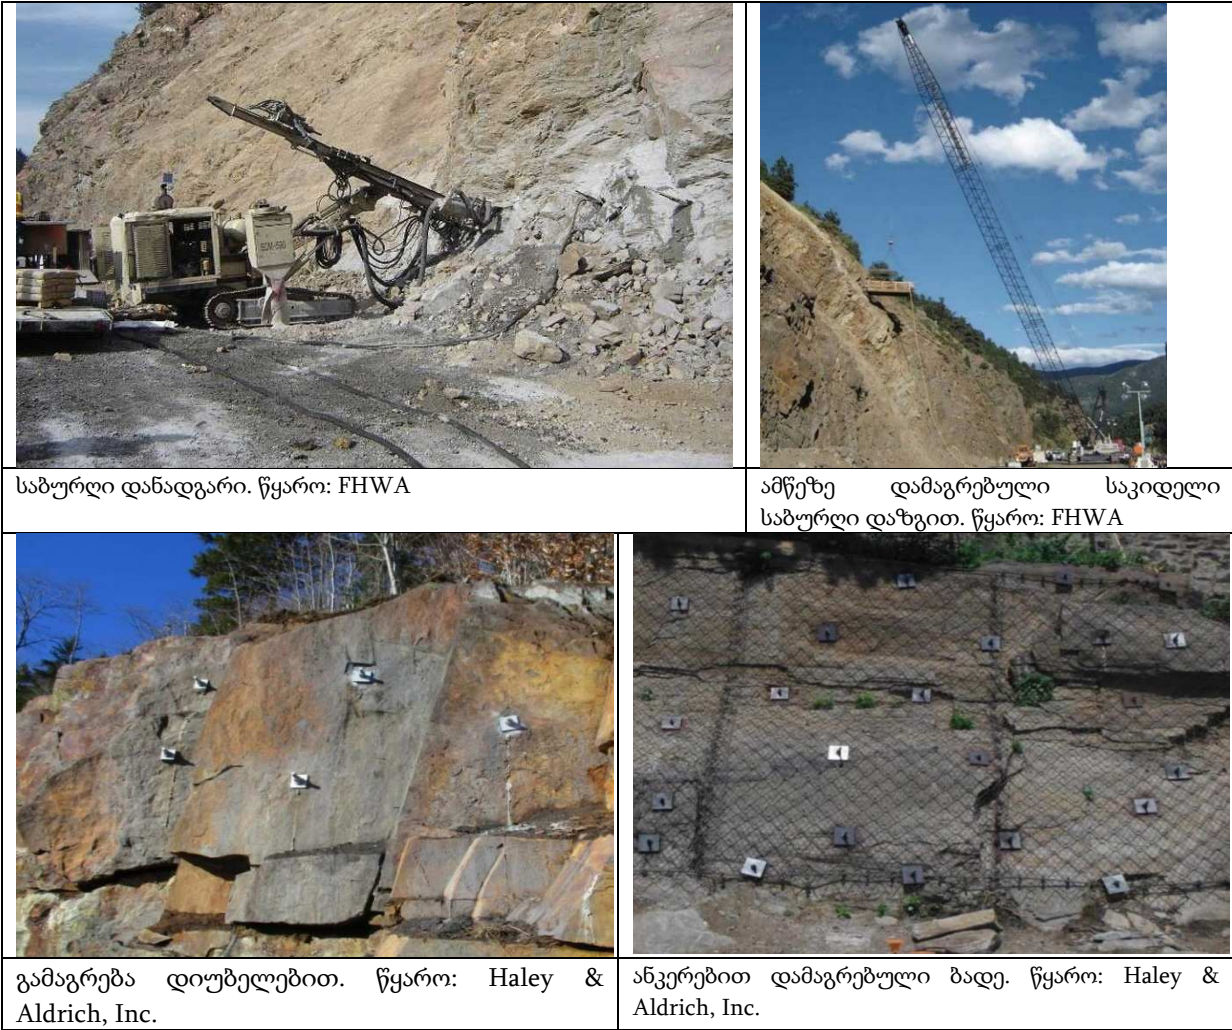 საბურღი დანადგარი. წყარო: FHWA
ამწეზე დამაგრებული საკიდელი
საბურღი დაზგით. წყარო: FHWA
გამაგრება დიუბელებით. წყარო: Haley &
Aldrich, Inc.
ანკერებით დამაგრებული ბადე. წყარო: Haley &
Aldrich, Inc.